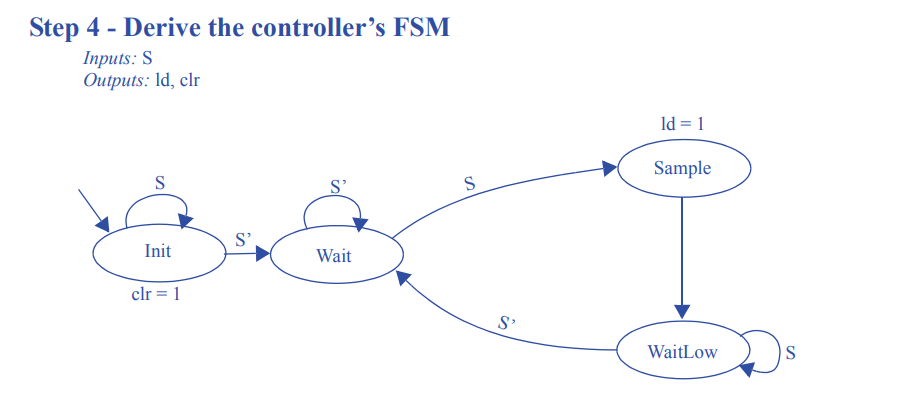 Step 4 - Derive the controller’s FSM
Inputs: S
Outputs: ld, clr
ld = 1
Sample
S
S’
S
S’
Init
Wait
clr = 1
S’
WaitLow
S